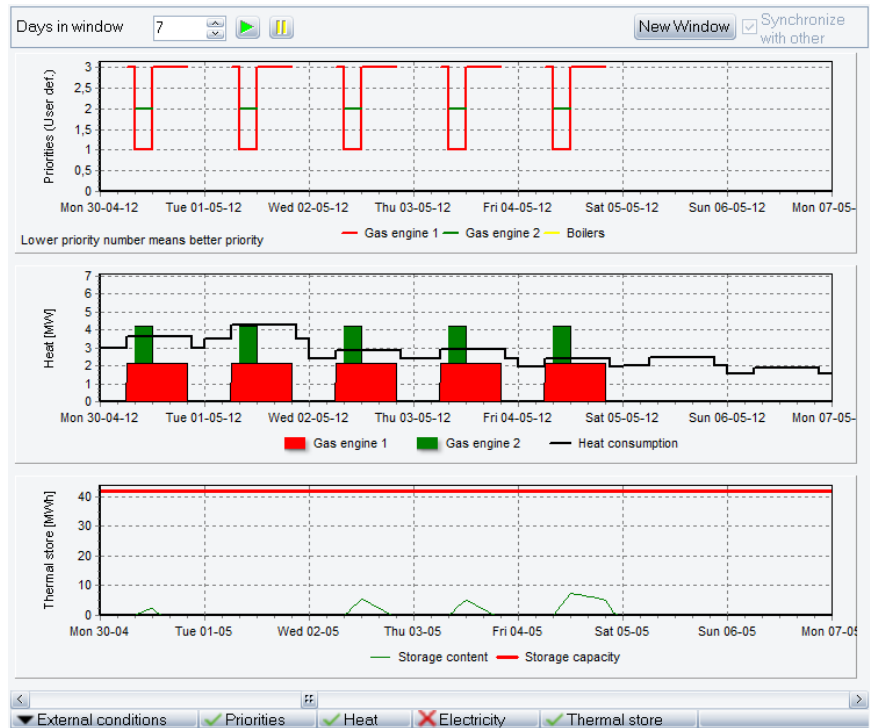 Days in window 7 New Window Synchronize
with other
Priorities (User def.)
3
2,5
2
1,5
1
0,5
0
Mon 30-04-12 Tue 01-05-12 Wed 02-05-12 Thu 03-05-12 Fri 04-05-12 Sat 05-05-12 Sun 06-05-12 Mon 07-05-
Lower priority number means better priority
Gas engine 1 Gas engine 2 Boilers
Heat [MW]
7
6
5
4
3
2
1
0
Mon 30-04-12 Tue 01-05-12 Wed 02-05-12 Thu 03-05-12 Fri 04-05-12 Sat 05-05-12 Sun 06-05-12 Mon 07-05-
Gas engine 1 Gas engine 2 Heat consumption
Thermal store [MWh]
40
30
20
10
0
Mon 30-04 Tue 01-05 Wed 02-05 Thu 03-05 Fri 04-05 Sat 05-05 Sun 06-05 Mon 07-05
Storage content Storage capacity
External conditions Priorities Heat Electricity Thermal store